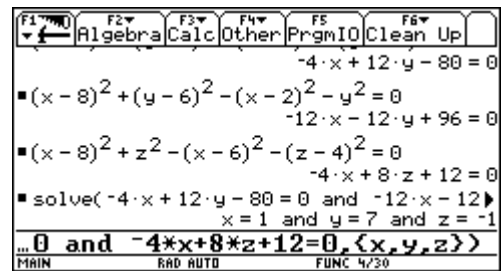 F1 F2 F3 F4 F5 F6
Algebra Calc Other PrgmIO Clean Up
⁻4·x + 12·y − 80 = 0
▪(x − 8)² + (y − 6)² − (x − 2)² − y² = 0
⁻12·x − 12·y + 96 = 0
▪(x − 8)² + z² − (x − 6)² − (z − 4)² = 0
⁻4·x + 8·z + 12 = 0
▪solve(⁻4·x + 12·y − 80 = 0 and ⁻12·x − 12▶
x = 1 and y = 7 and z = ⁻1
…0 and ⁻4*x+8*z+12=0,{x,y,z})
MAIN RAD AUTO FUNC 4/30